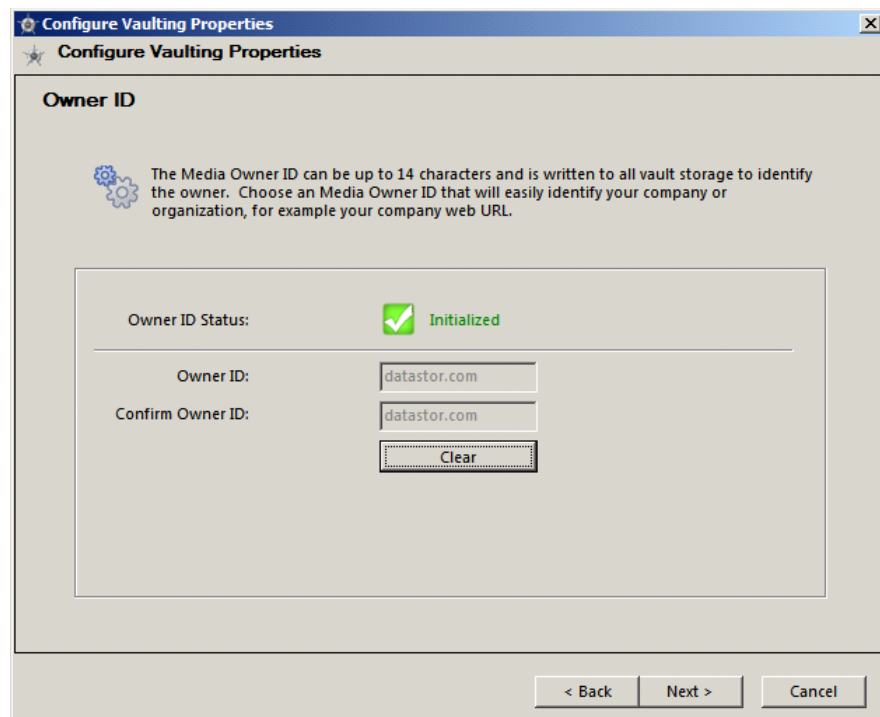 Configure Vaulting Properties
Configure Vaulting Properties
Owner ID
The Media Owner ID can be up to 14 characters and is written to all vault storage to identify
the owner. Choose an Media Owner ID that will easily identify your company or
organization, for example your company web URL.
Owner ID Status: Initialized
Owner ID: datastor.com
Confirm Owner ID: datastor.com
Clear
< Back Next > Cancel